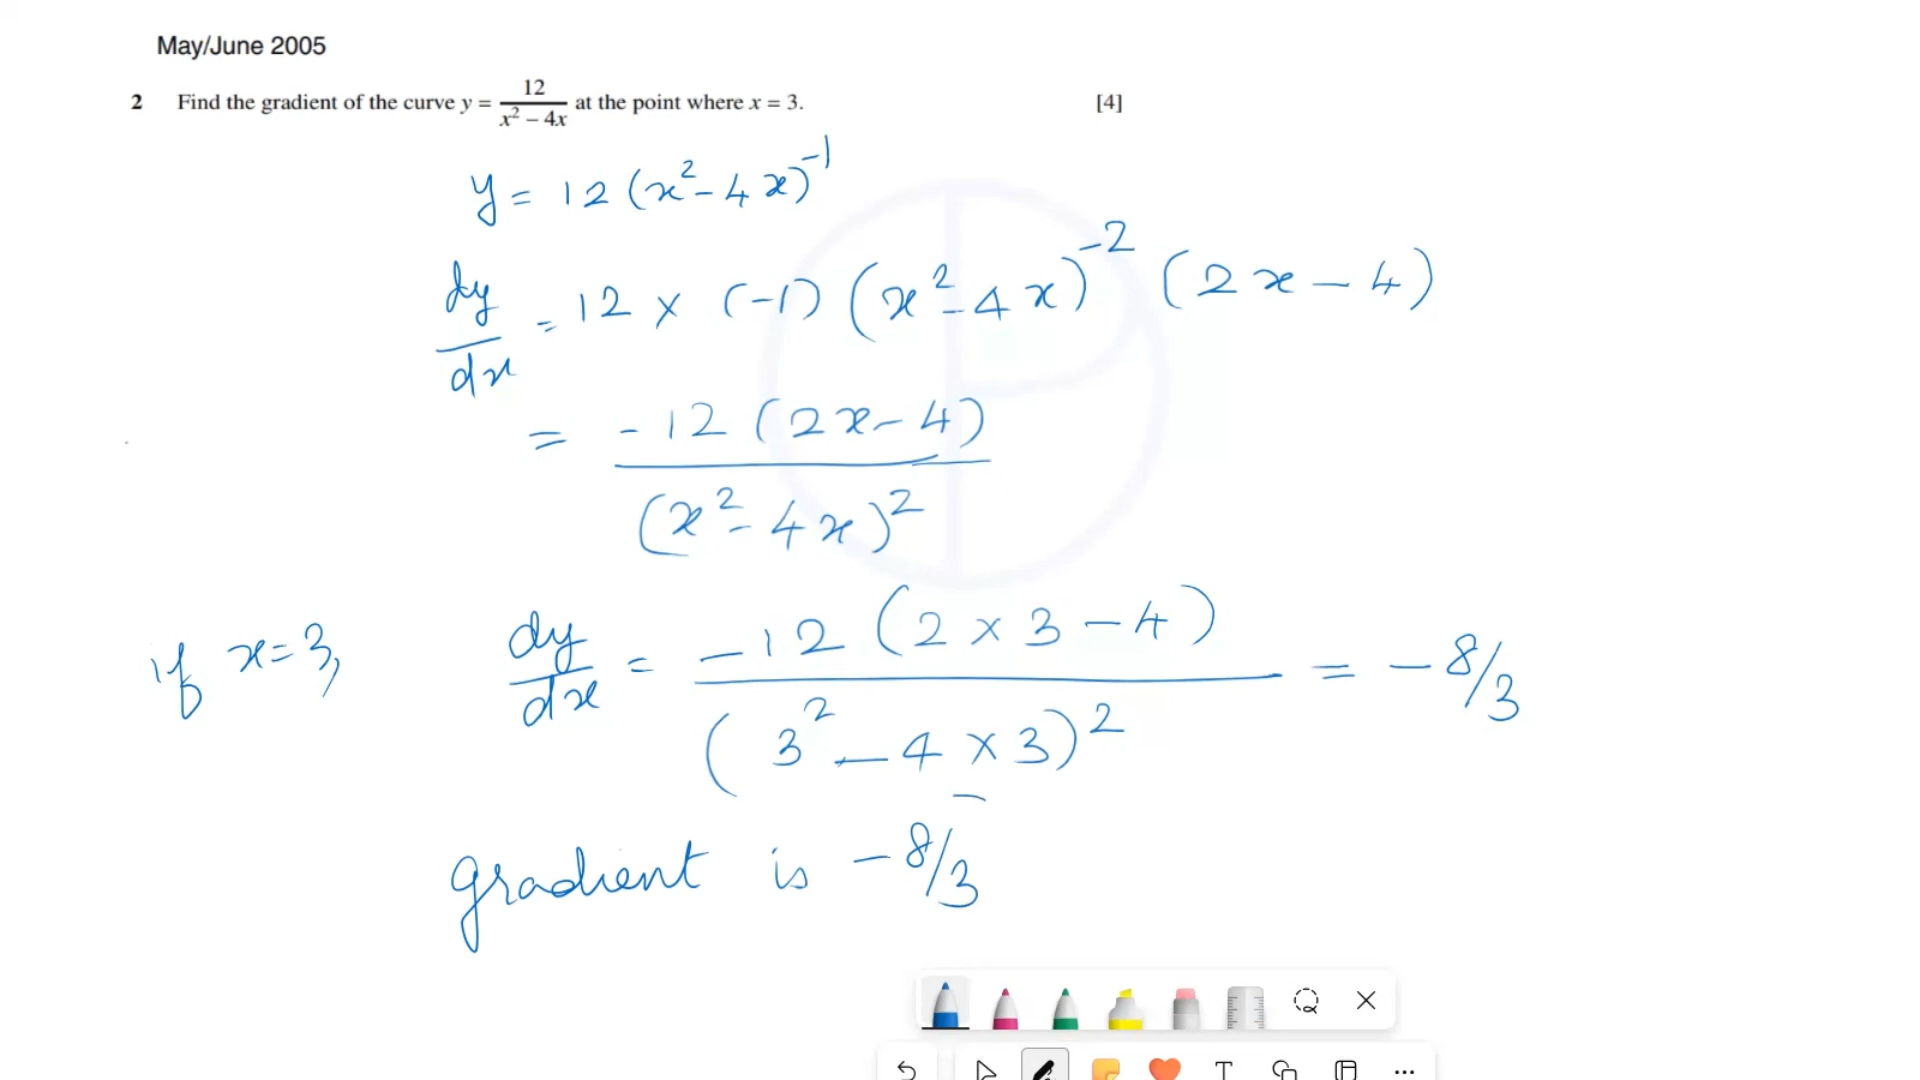 May/June 2005
2 Find the gradient of the curve y = 12/(x² – 4x) at the point where x = 3. [4]
y = 12 (x² - 4x)⁻¹
dy/dx = 12 × (-1) (x² - 4x)⁻² (2x - 4)
= -12 (2x - 4) / (x² - 4x)²
if x = 3, dy/dx = -12 (2 × 3 - 4) / (3² - 4 × 3)² = -8/3
gradient is -8/3